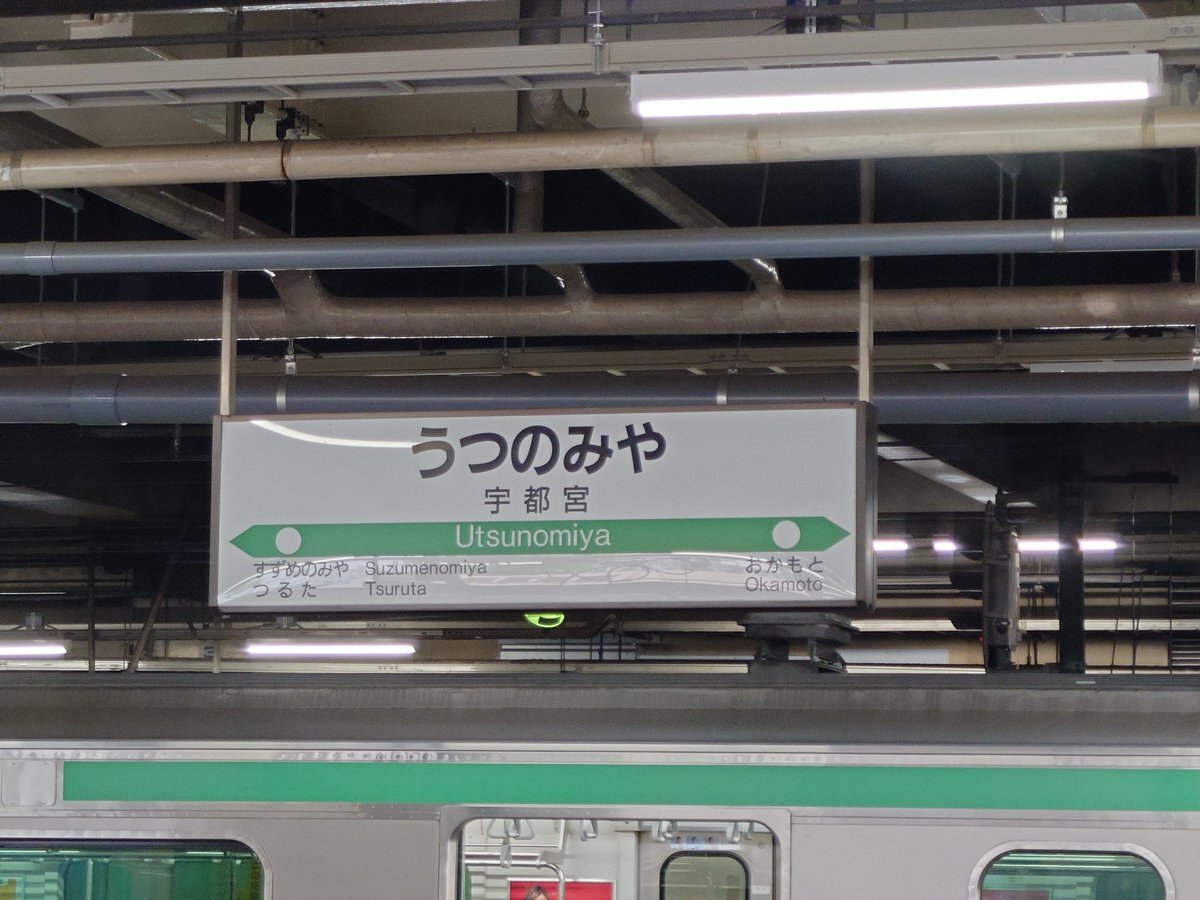 うつのみや
宇都宮
Utsunomiya
すずめのみや Suzumenomiya
つるた Tsuruta
おかもと
Okamoto